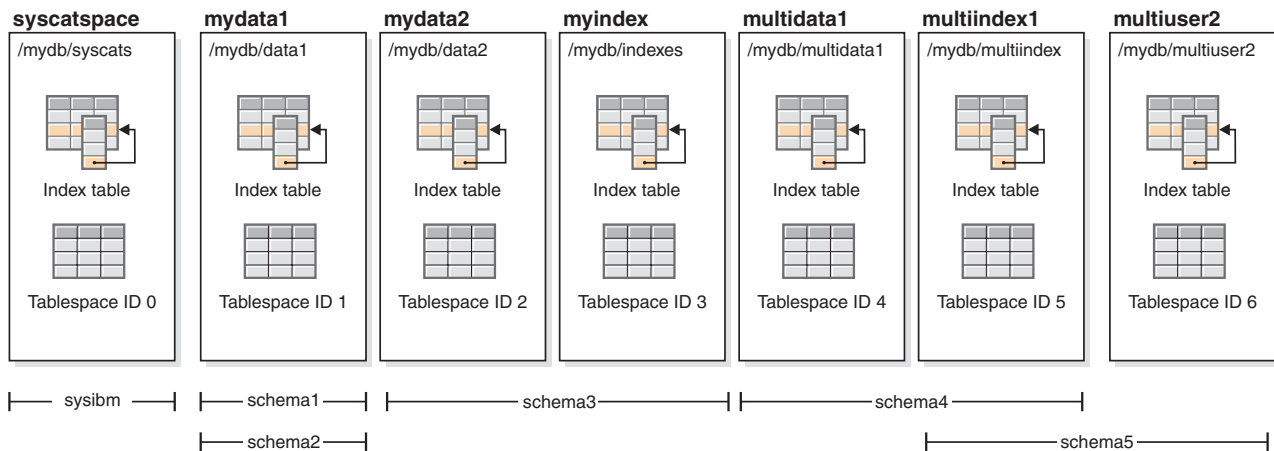 syscatspace
mydata1
mydata2
myindex
multidata1
multiindex1
multiuser2
/mydb/syscats
/mydb/data1
/mydb/data2
/mydb/indexes
/mydb/multidata1
/mydb/multiindex
/mydb/multiuser2
Index table
Index table
Index table
Index table
Index table
Index table
Index table
Tablespace ID 0
Tablespace ID 1
Tablespace ID 2
Tablespace ID 3
Tablespace ID 4
Tablespace ID 5
Tablespace ID 6
sysibm
schema1
schema3
schema4
schema2
schema5